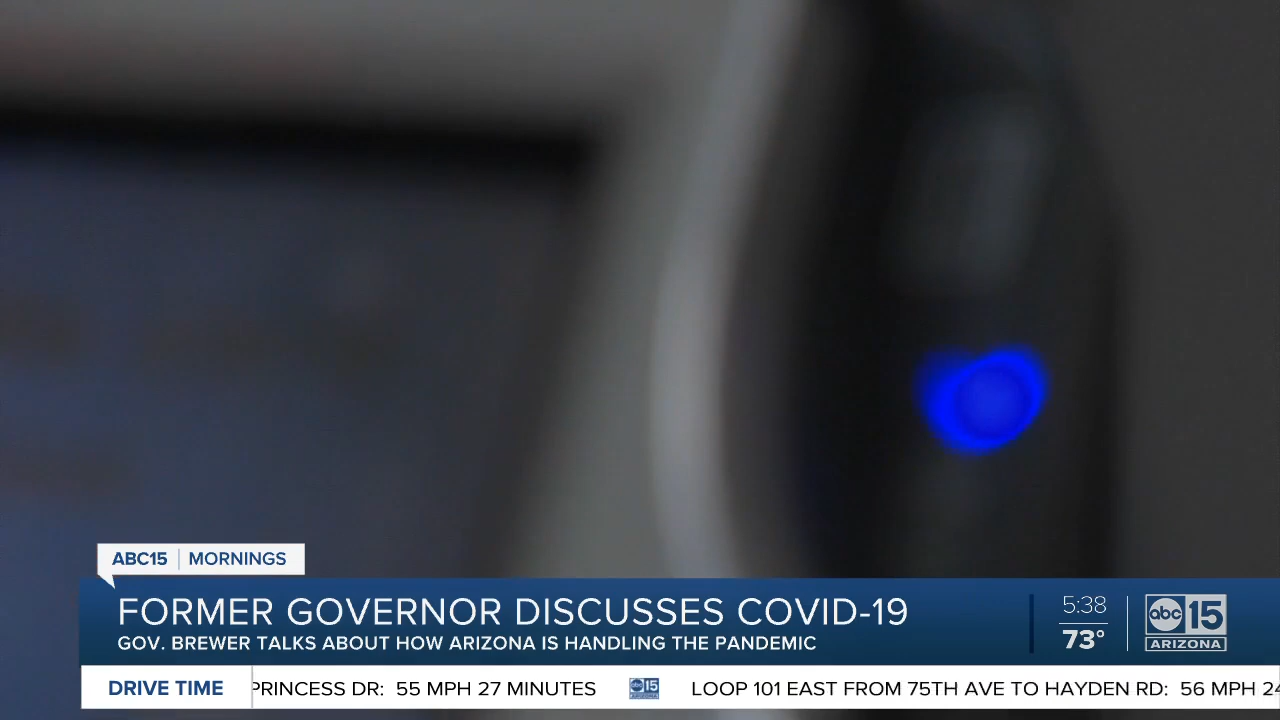 ABC15 MORNINGS
FORMER GOVERNOR DISCUSSES COVID-19
GOV. BREWER TALKS ABOUT HOW ARIZONA IS HANDLING THE PANDEMIC
5:38
73°
abc 15
ARIZONA
DRIVE TIME
PRINCESS DR: 55 MPH 27 MINUTES abc 15 LOOP 101 EAST FROM 75TH AVE TO HAYDEN RD: 56 MPH